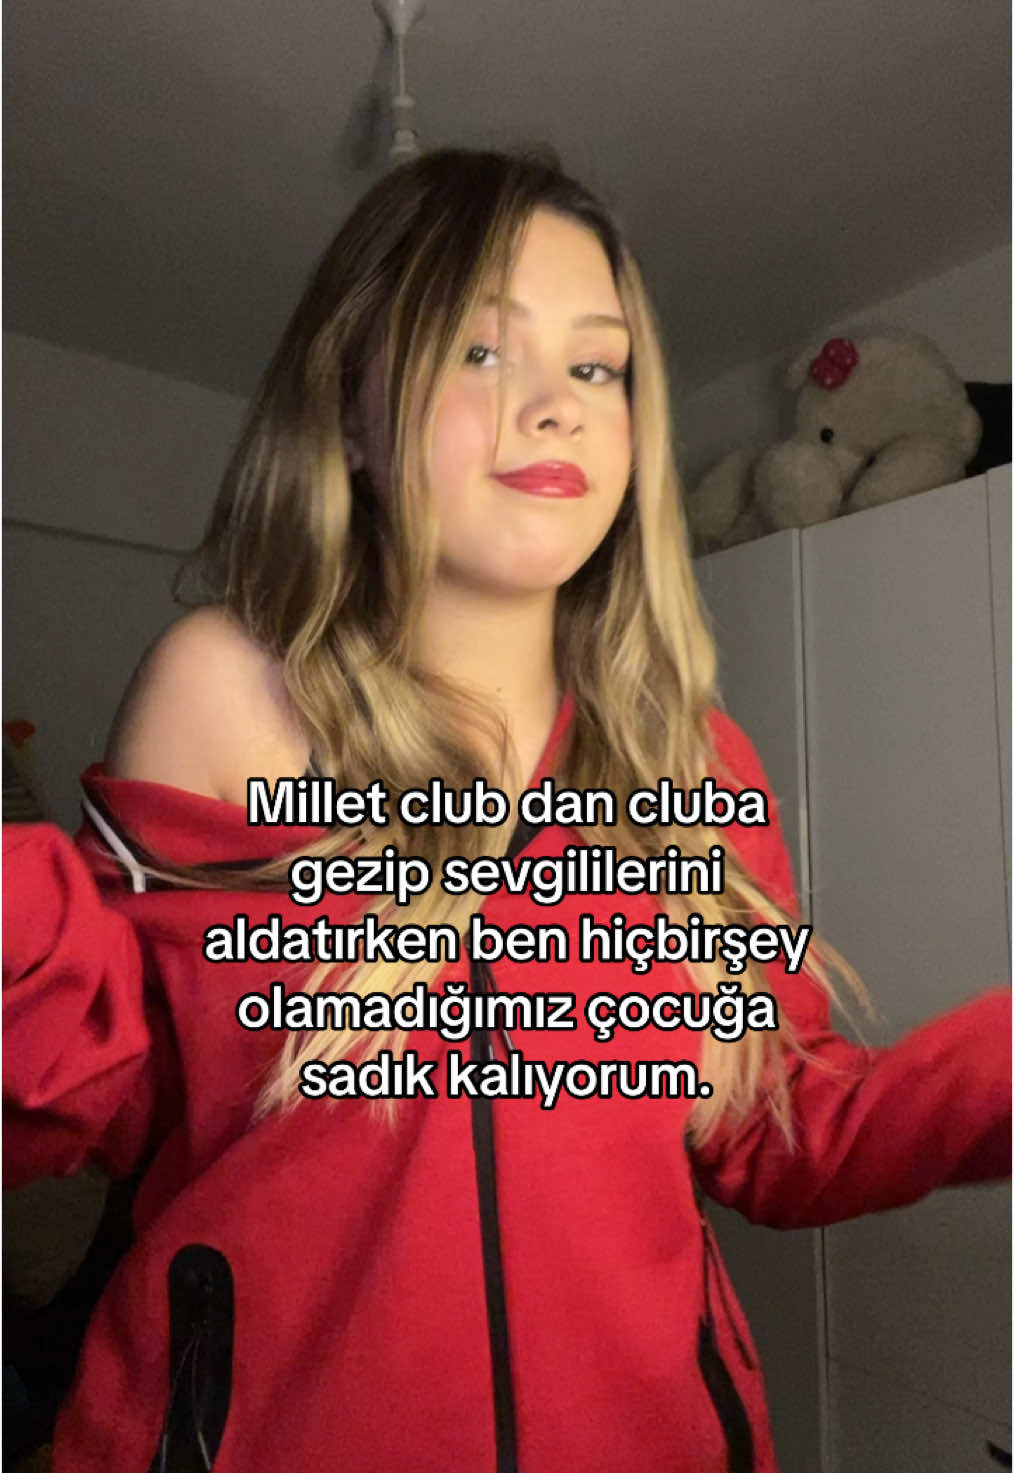 Millet club dan cluba
gezip sevgililerini
aldatırken ben hiçbirşey
olamadığımız çocuğa
sadık kalıyorum.